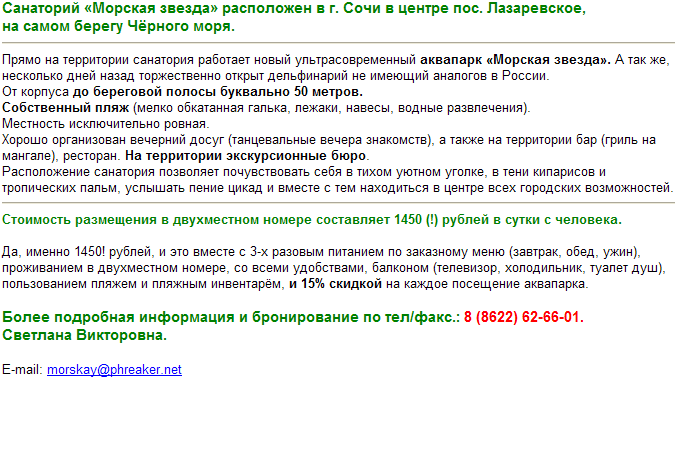 Санаторий «Морская звезда» расположен в г. Сочи в центре пос. Лазаревское,
на самом берегу Чёрного моря.
Прямо на территории санатория работает новый ультрасовременный аквапарк «Морская звезда». А так же,
несколько дней назад торжественно открыт дельфинарий не имеющий аналогов в России.
От корпуса до береговой полосы буквально 50 метров.
Собственный пляж (мелко обкатанная галька, лежаки, навесы, водные развлечения).
Местность исключительно ровная.
Хорошо организован вечерний досуг (танцевальные вечера знакомств), а также на территории бар (гриль на
мангале), ресторан. На территории экскурсионные бюро.
Расположение санатория позволяет почувствовать себя в тихом уютном уголке, в тени кипарисов и
тропических пальм, услышать пение цикад и вместе с тем находиться в центре всех городских возможностей.
Стоимость размещения в двухместном номере составляет 1450 (!) рублей в сутки с человека.
Да, именно 1450! рублей, и это вместе с 3-х разовым питанием по заказному меню (завтрак, обед, ужин),
проживанием в двухместном номере, со всеми удобствами, балконом (телевизор, холодильник, туалет душ),
пользованием пляжем и пляжным инвентарём, и 15% скидкой на каждое посещение аквапарка.
Более подробная информация и бронирование по тел/факс.: 8 (8622) 62-66-01.
Светлана Викторовна.
E-mail: morskay@phreaker.net